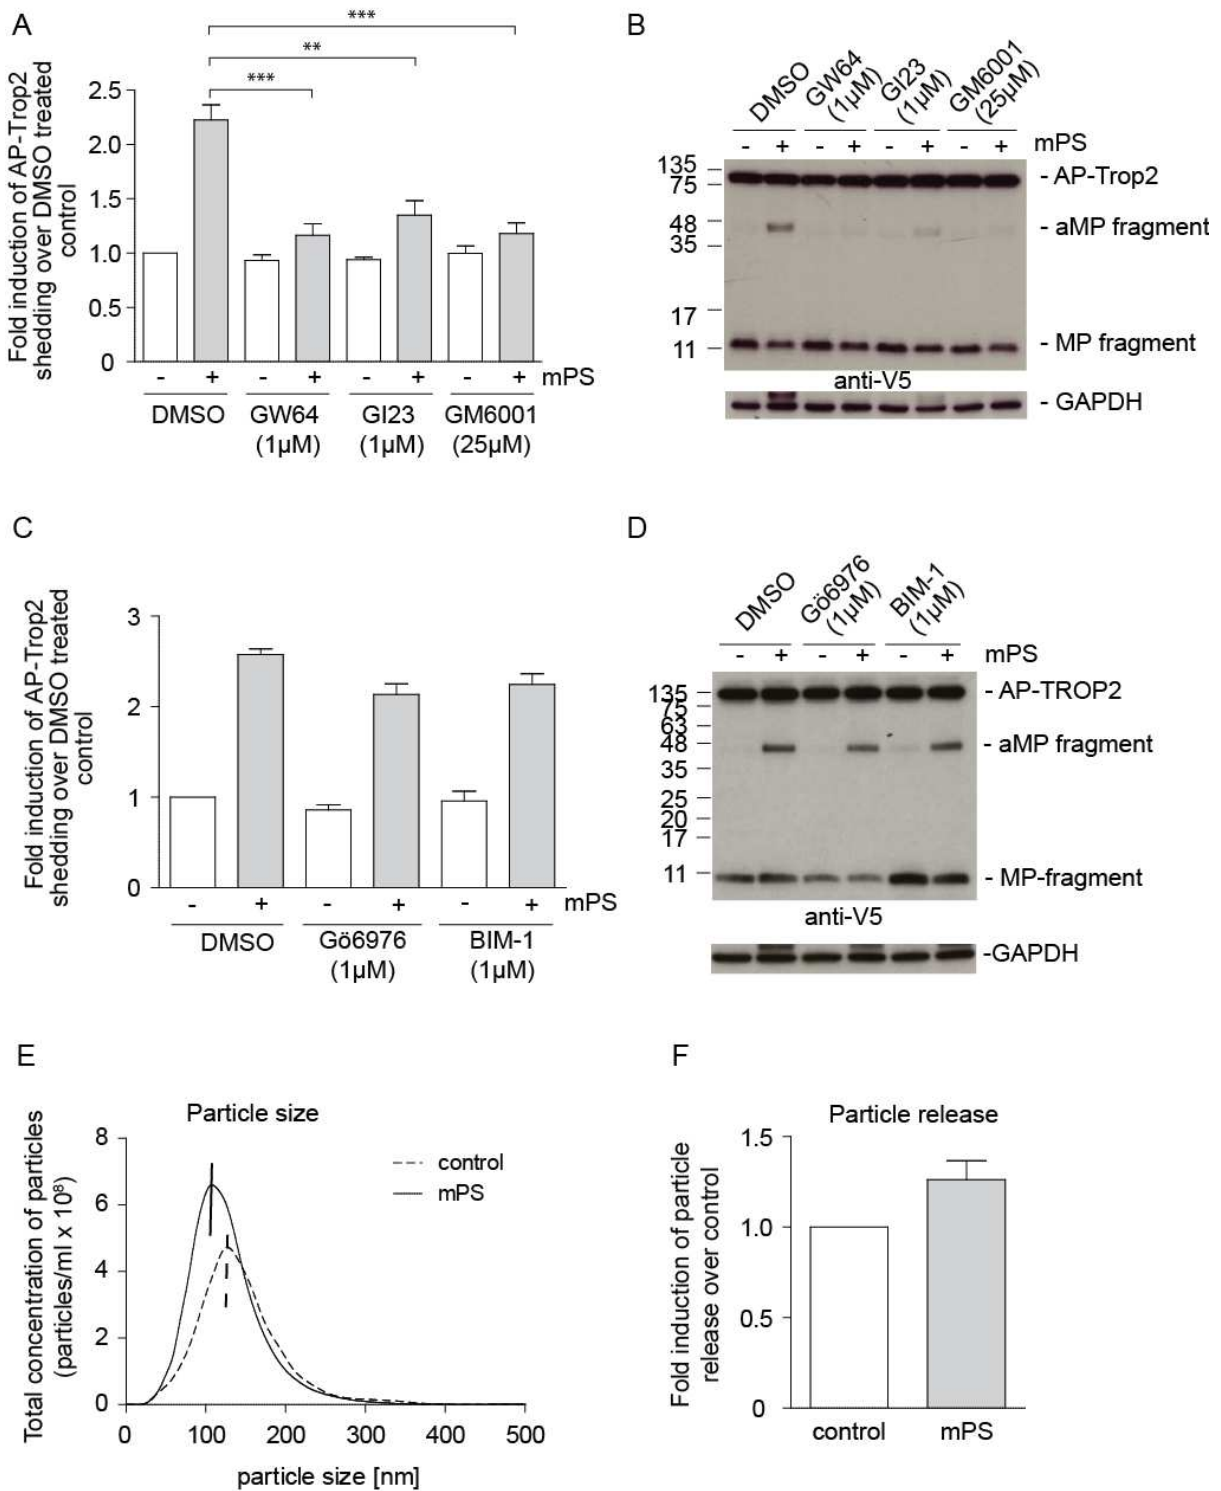 A
***
**
***
Fold induction of AP-Trop2
shedding over DMSO treated
control
2.5
2.0
1.5
1.0
0.5
0
- + - + - + - + mPS
DMSO GW64 GI23 GM6001
(1µM) (1µM) (25µM)
B
DMSO
GW64
(1µM)
GI23
(1µM)
GM6001
(25µM)
- + - + - + - + mPS
135
75
48
35
17
11
- AP-Trop2
- aMP fragment
- MP fragment
anti-V5
- GAPDH
C
Fold induction of AP-Trop2
shedding over DMSO treated
control
3
2
1
0
- + - + - + mPS
DMSO Gö6976 BIM-1
(1µM) (1µM)
D
DMSO
Gö6976
(1µM)
BIM-1
(1µM)
- + - + - + mPS
135
75
63
48
35
25
20
17
11
- AP-TROP2
- aMP fragment
- MP-fragment
anti-V5
-GAPDH
E
Particle size
Total concentration of particles
(particles/ml x 10⁸)
8
6
4
2
0
control
mPS
0 100 200 300 400 500
particle size [nm]
F
Particle release
Fold induction of particle
release over control
1.5
1.0
0.5
0
control mPS